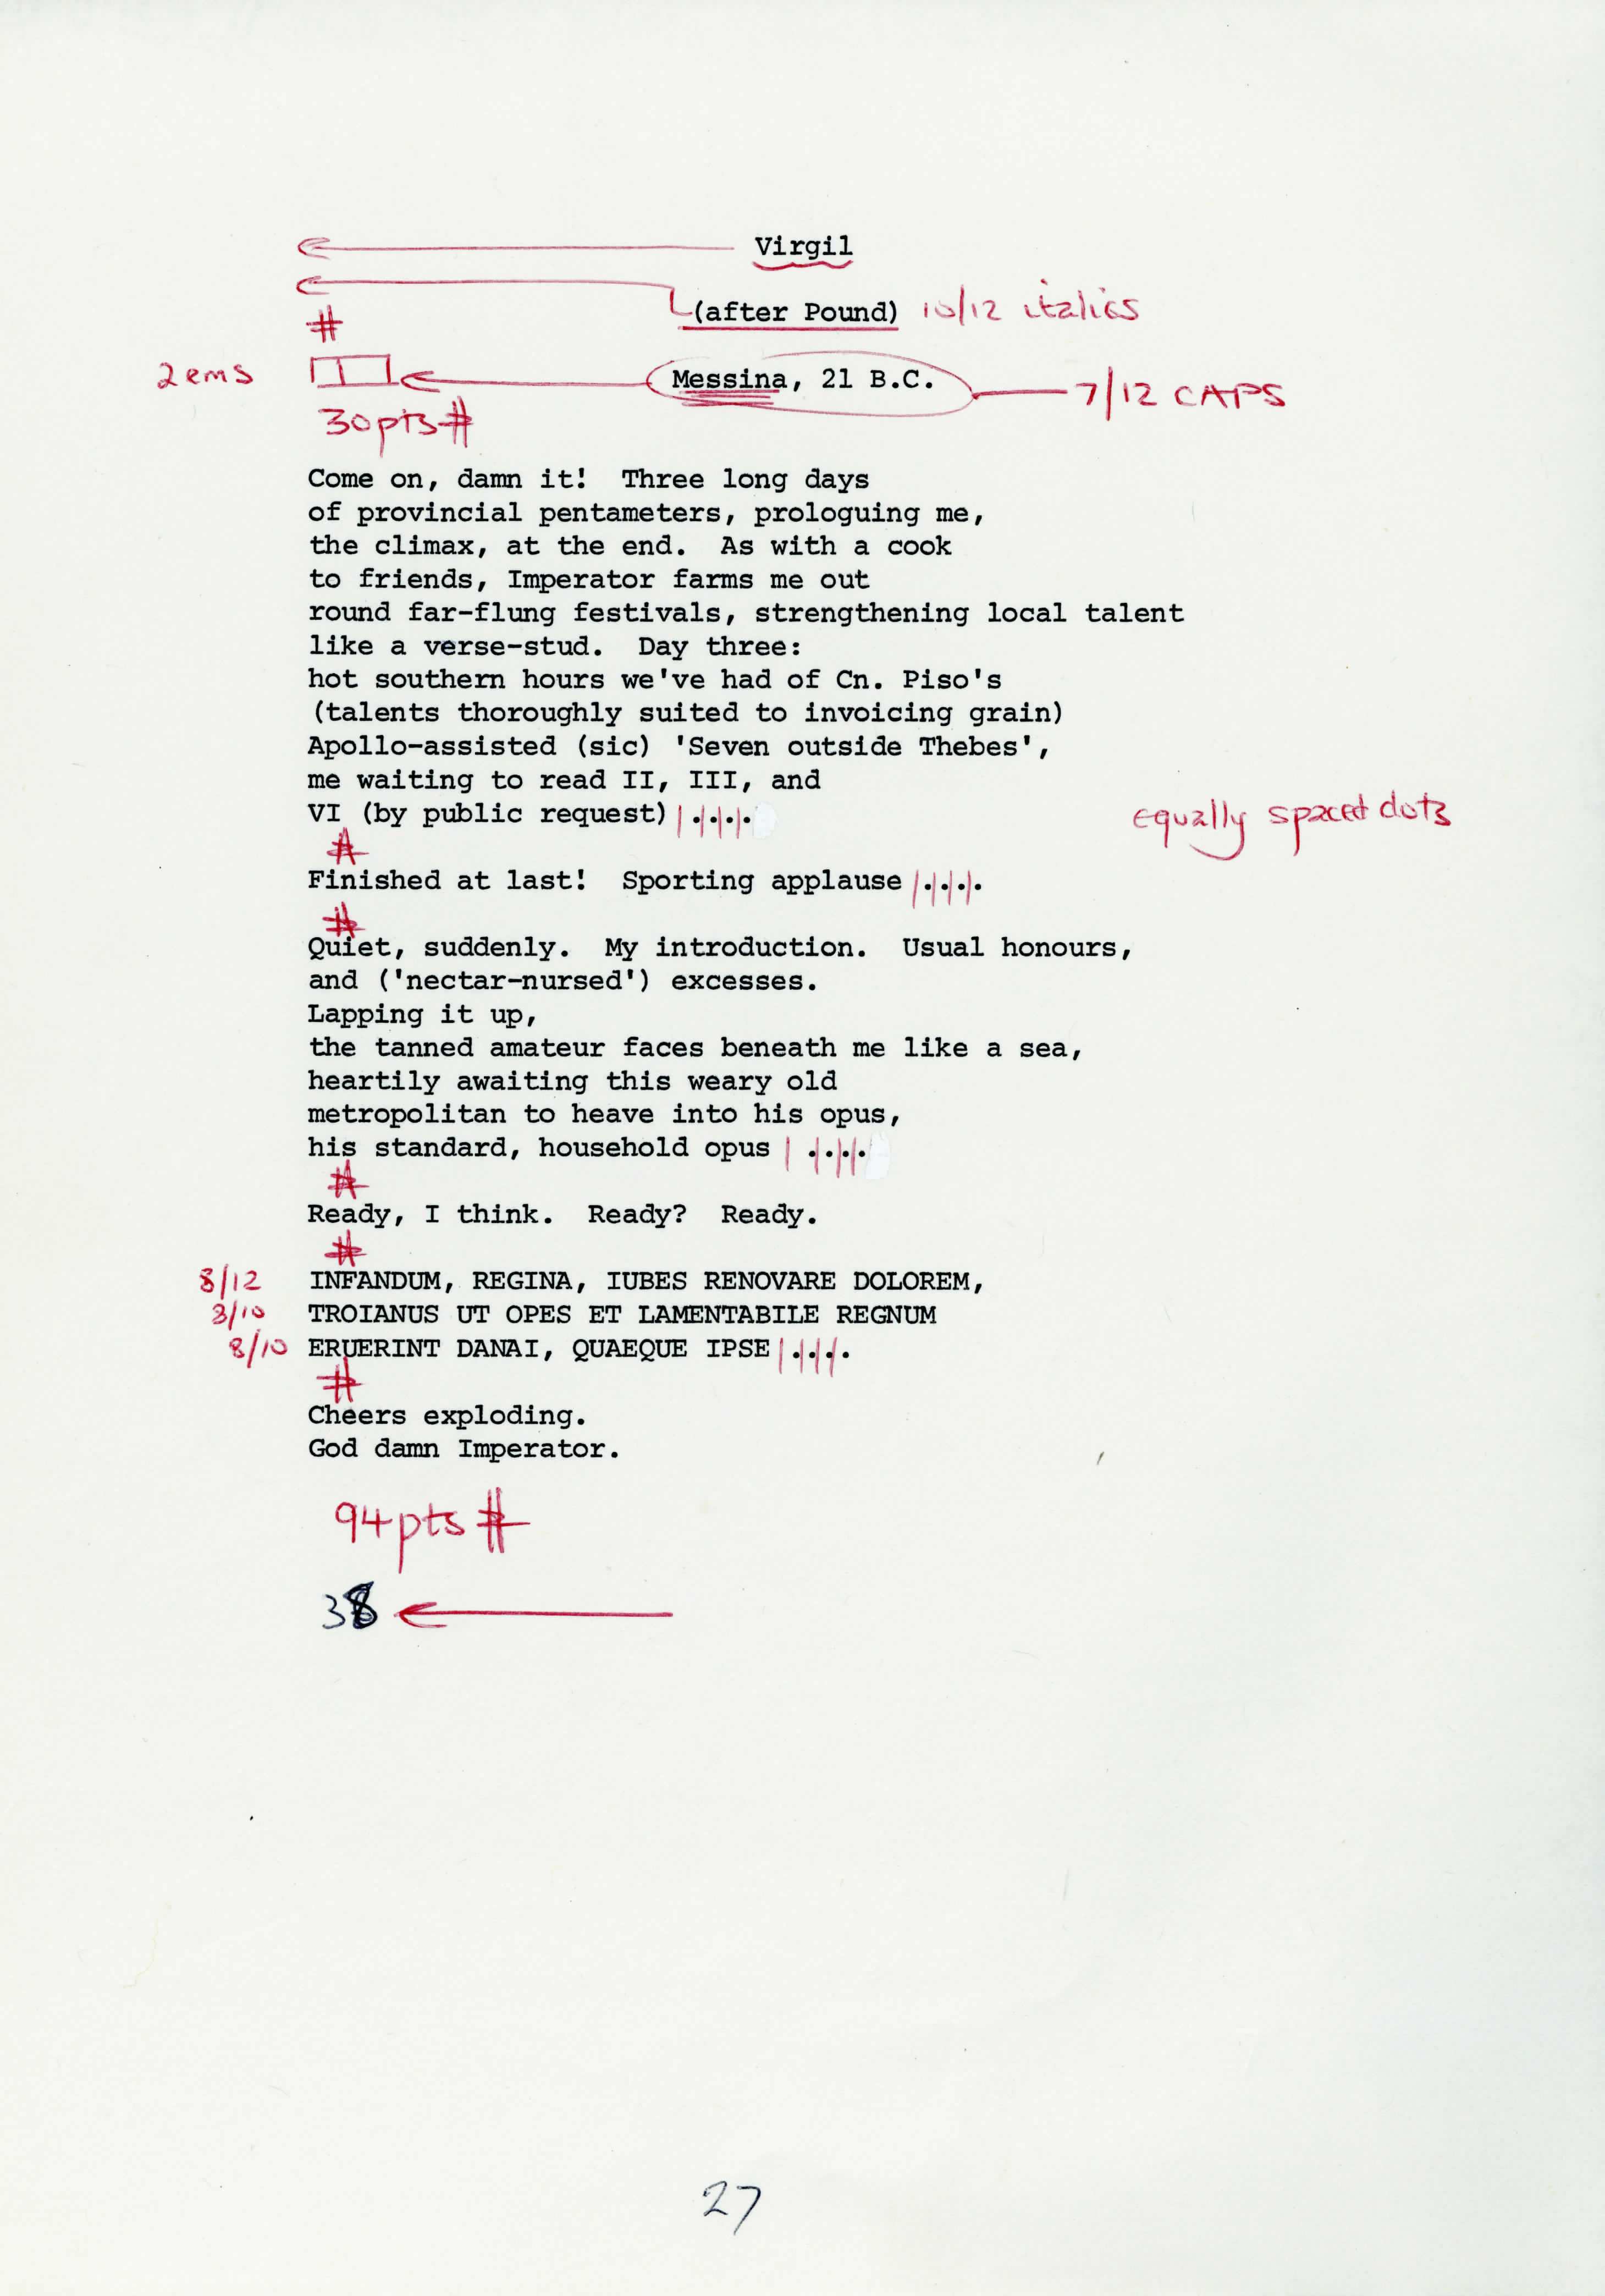 Virgil
(after Pound) 10/12 italics
#
2 ems Messina, 21 B.C. 7/12 CAPS
30pts #
Come on, damn it!  Three long days
of provincial pentameters, prologuing me,
the climax, at the end.  As with a cook
to friends, Imperator farms me out
round far-flung festivals, strengthening local talent
like a verse-stud.  Day three:
hot southern hours we've had of Cn. Piso's
(talents thoroughly suited to invoicing grain)
Apollo-assisted (sic) 'Seven outside Thebes',
me waiting to read II, III, and
VI (by public request) .... equally spaced dots
#
Finished at last!  Sporting applause ....
#
Quiet, suddenly.  My introduction.  Usual honours,
and ('nectar-nursed') excesses.
Lapping it up,
the tanned amateur faces beneath me like a sea,
heartily awaiting this weary old
metropolitan to heave into his opus,
his standard, household opus ....
#
Ready, I think.  Ready?  Ready.
#
8/12 INFANDUM, REGINA, IUBES RENOVARE DOLOREM,
8/10 TROIANUS UT OPES ET LAMENTABILE REGNUM
8/10 ERUERINT DANAI, QUAEQUE IPSE ....
#
Cheers exploding.
God damn Imperator.
94pts #
38
27